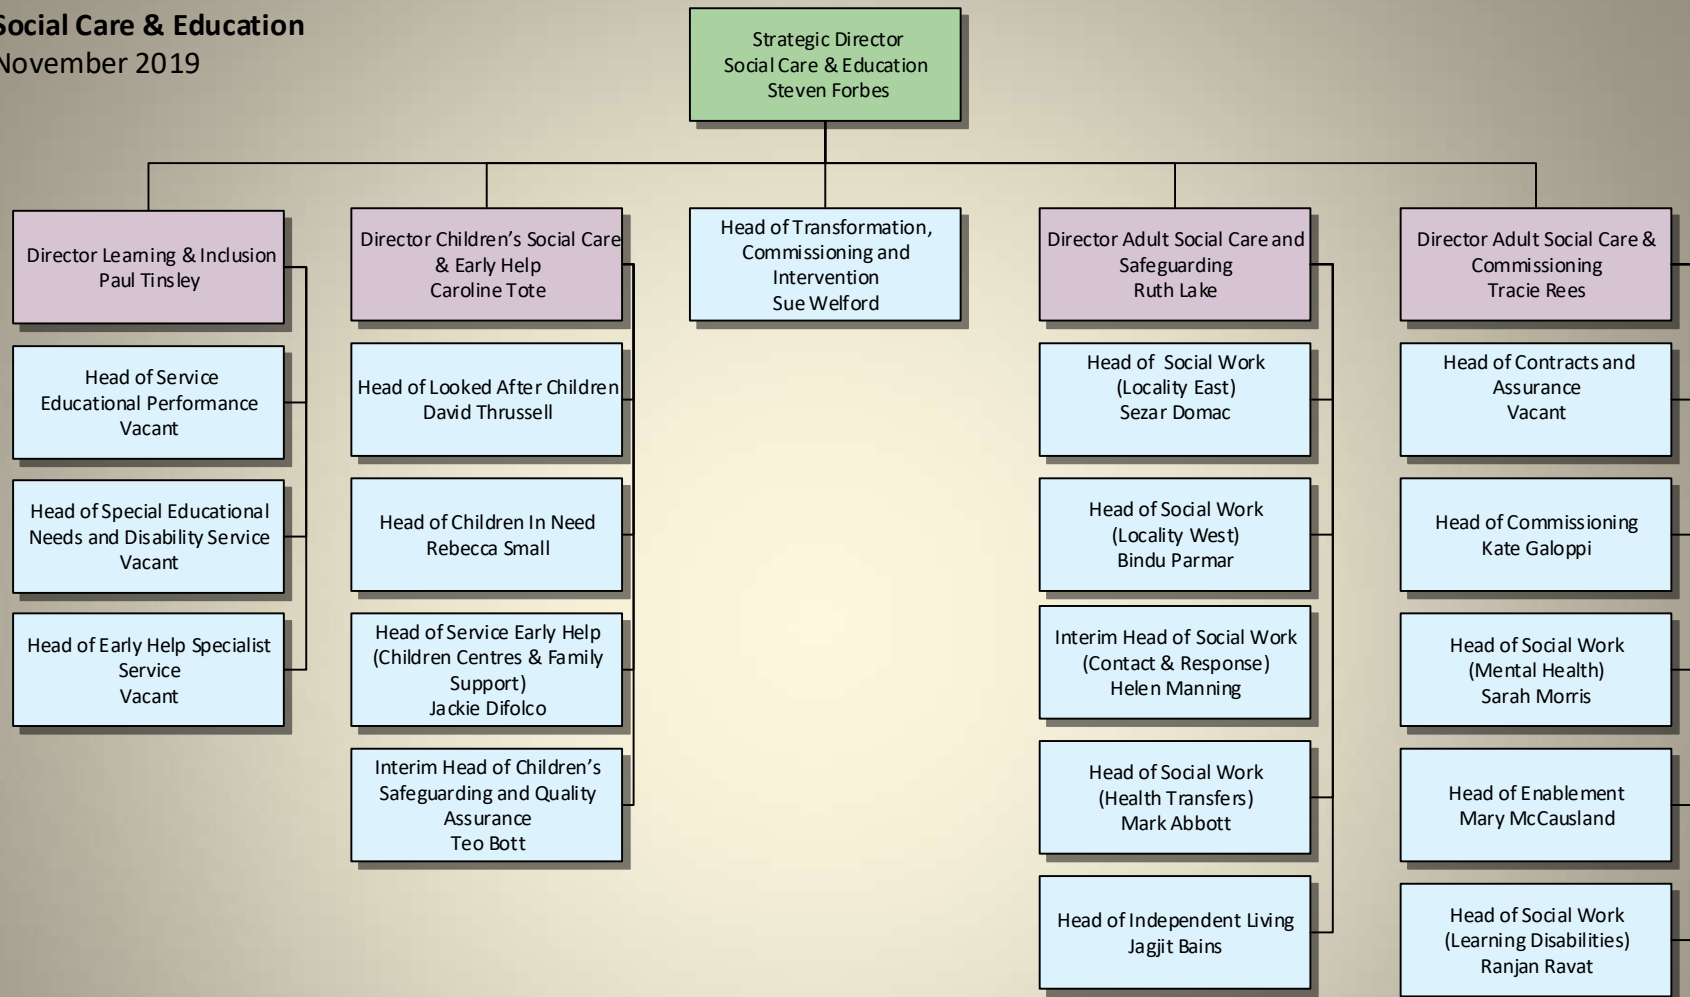 Social Care & Education
November 2019
Strategic Director
Social Care & Education
Steven Forbes
Director Learning & Inclusion
Paul Tinsley
Head of Service
Educational Performance
Vacant
Head of Special Educational
Needs and Disability Service
Vacant
Head of Early Help Specialist
Service
Vacant
Director Children’s Social Care
& Early Help
Caroline Tote
Head of Looked After Children
David Thrussell
Head of Children In Need
Rebecca Small
Head of Service Early Help
(Children Centres & Family
Support)
Jackie Difolco
Interim Head of Children’s
Safeguarding and Quality
Assurance
Teo Bott
Head of Transformation,
Commissioning and
Intervention
Sue Welford
Director Adult Social Care and
Safeguarding
Ruth Lake
Head of Social Work
(Locality East)
Sezar Domac
Head of Social Work
(Locality West)
Bindu Parmar
Interim Head of Social Work
(Contact & Response)
Helen Manning
Head of Social Work
(Health Transfers)
Mark Abbott
Head of Independent Living
Jagjit Bains
Director Adult Social Care &
Commissioning
Tracie Rees
Head of Contracts and
Assurance
Vacant
Head of Commissioning
Kate Galoppi
Head of Social Work
(Mental Health)
Sarah Morris
Head of Enablement
Mary McCausland
Head of Social Work
(Learning Disabilities)
Ranjan Ravat